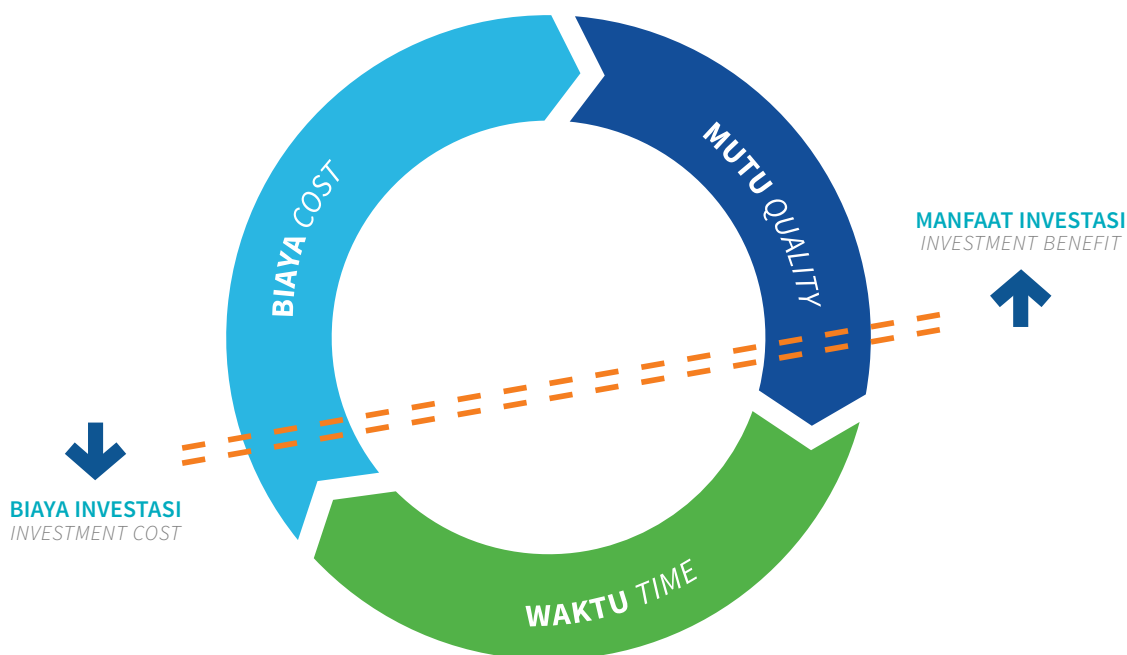 BIAYA COST
MUTU QUALITY
MANFAAT INVESTASI
INVESTMENT BENEFIT
BIAYA INVESTASI
INVESTMENT COST
WAKTU TIME